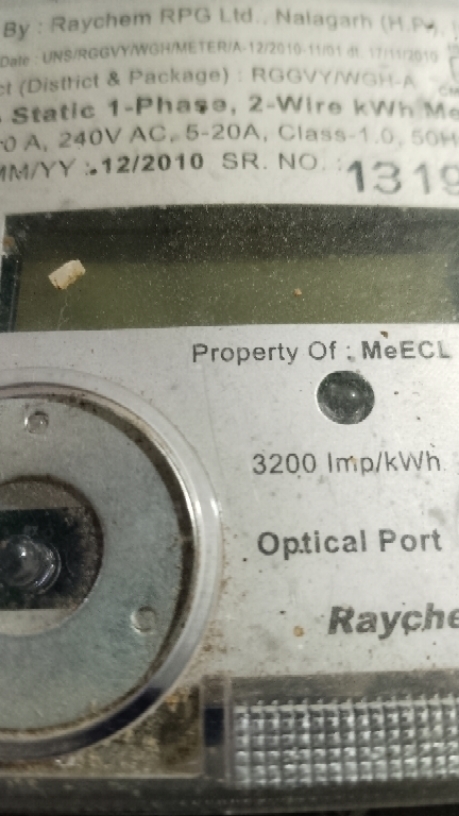 By : Raychem RPG Ltd., Nalagarh (H.P.),
Date : UNS/RGGVY/WGH/METER/A-12/2010-11/01 dt. 17/11/2010
ct (District & Package) : RGGVY/WGH-A
Static 1-Phase, 2-Wire kWh Me
0 A, 240V AC, 5-20A, Class-1.0, 50H
MM/YY : 12/2010 SR. NO. : 1319
Property Of : MeECL
3200 Imp/kWh
Optical Port
Rayche